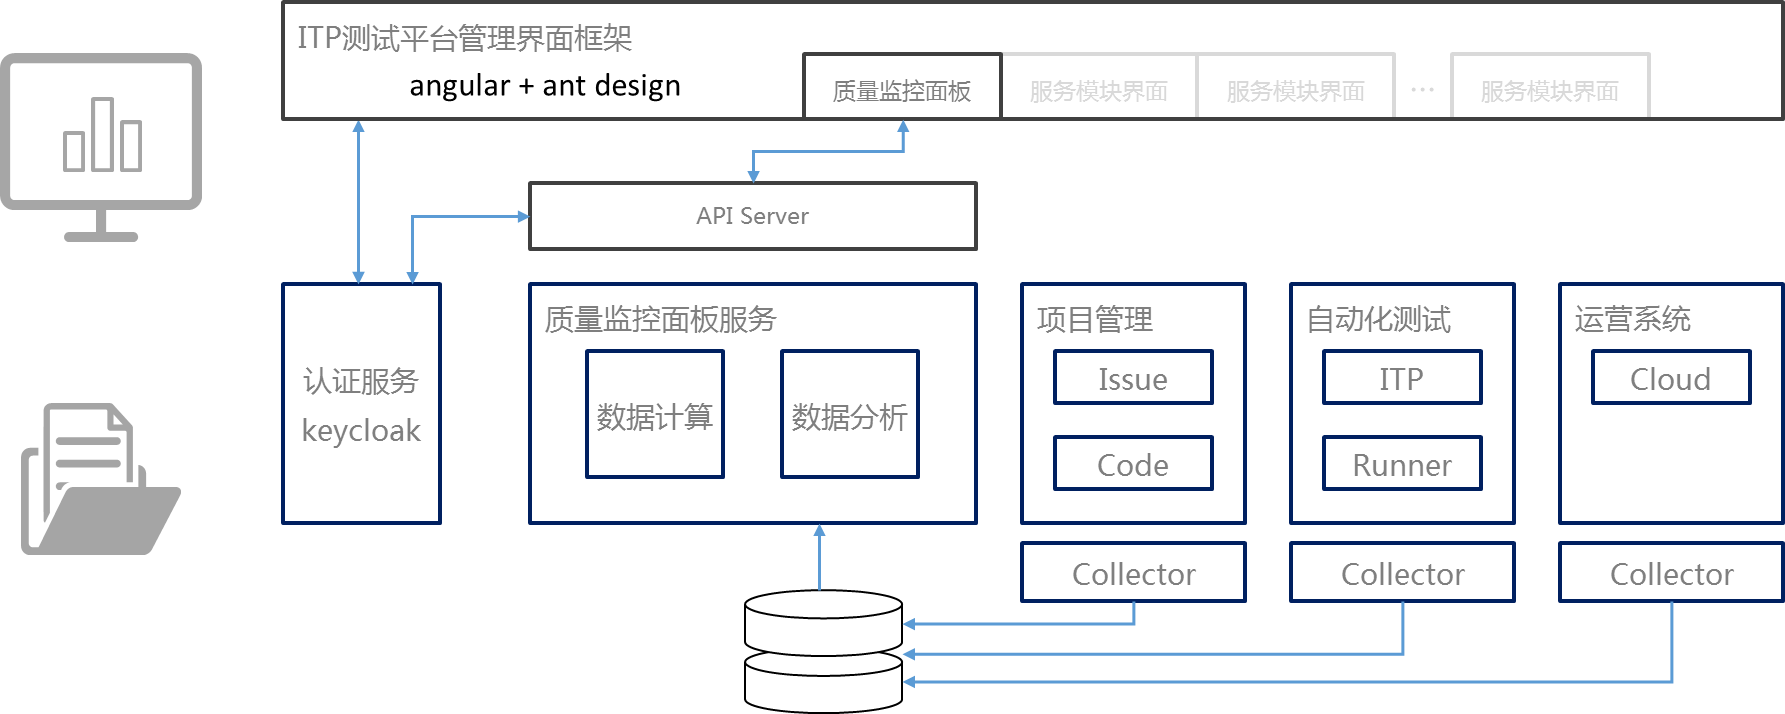 ITP测试平台管理界面框架
angular + ant design
质量监控面板
服务模块界面
服务模块界面
...
服务模块界面
API Server
认证服务
keycloak
质量监控面板服务
数据计算
数据分析
项目管理
Issue
Code
自动化测试
ITP
Runner
运营系统
Cloud
Collector
Collector
Collector